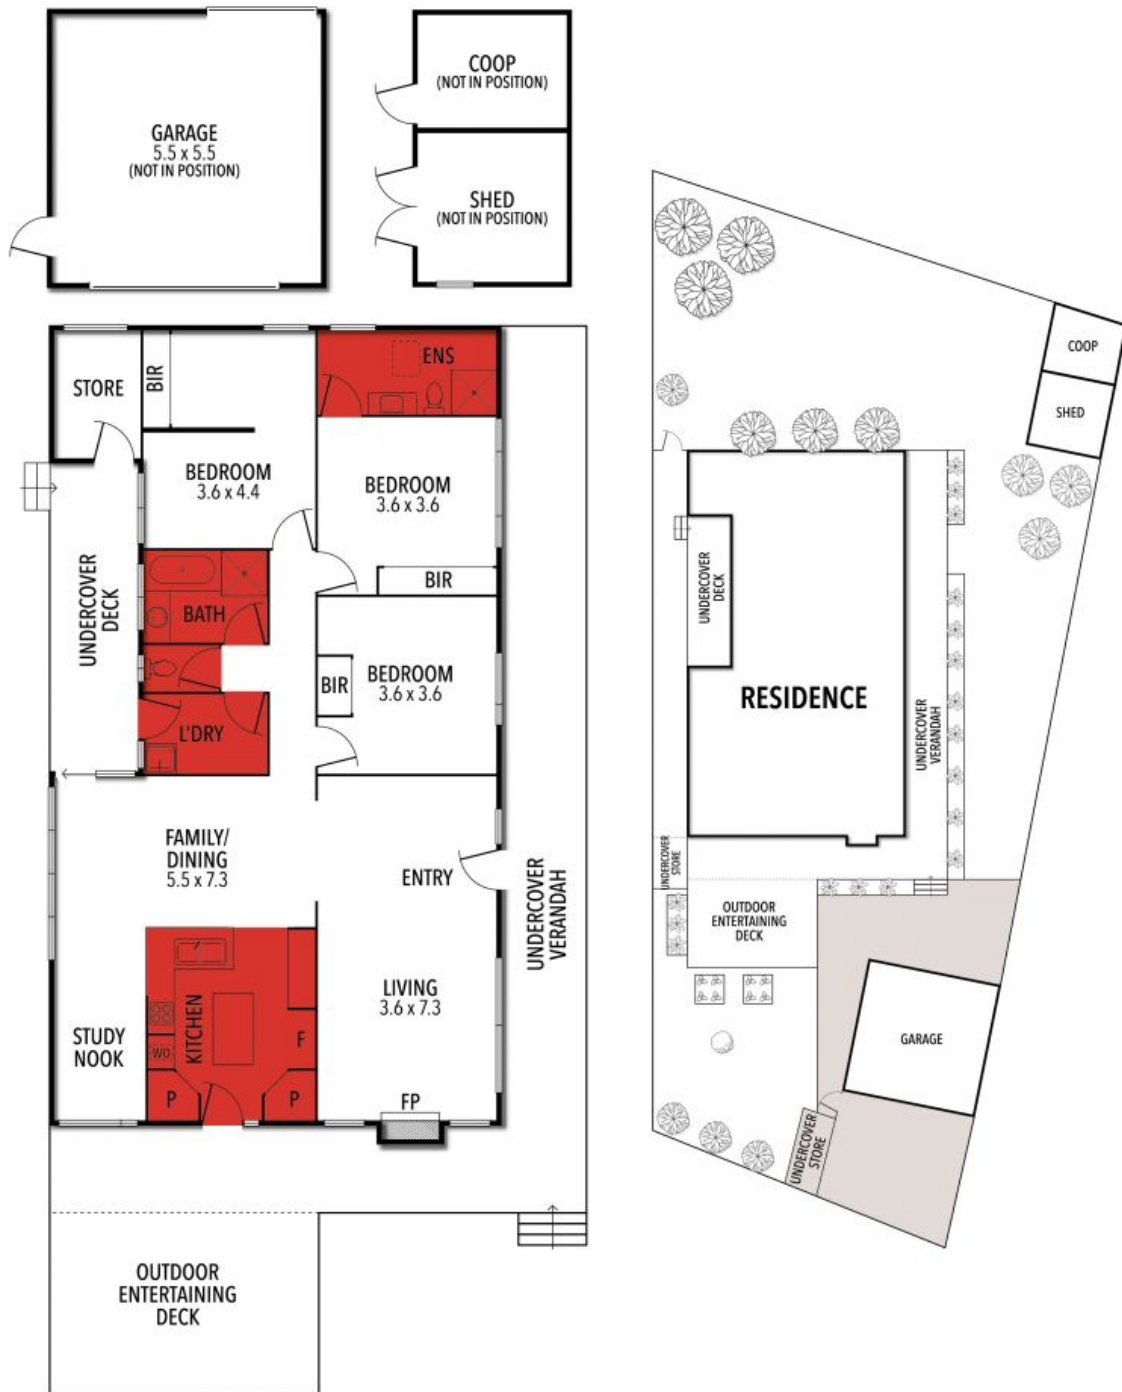 GARAGE
5.5 x 5.5
(NOT IN POSITION)
COOP
(NOT IN POSITION)
SHED
(NOT IN POSITION)
STORE
BIR
ENS
BEDROOM
3.6 x 4.4
BEDROOM
3.6 x 3.6
BIR
UNDERCOVER
DECK
BATH
BIR
BEDROOM
3.6 x 3.6
L'DRY
FAMILY/
DINING
5.5 x 7.3
ENTRY
UNDERCOVER
VERANDAH
LIVING
3.6 x 7.3
KITCHEN
STUDY
NOOK
WO
F
P
P
FP
OUTDOOR
ENTERTAINING
DECK
COOP
SHED
UNDERCOVER
DECK
RESIDENCE
UNDERCOVER
VERANDAH
UNDERCOVER
STORE
OUTDOOR
ENTERTAINING
DECK
GARAGE
UNDERCOVER
STORE